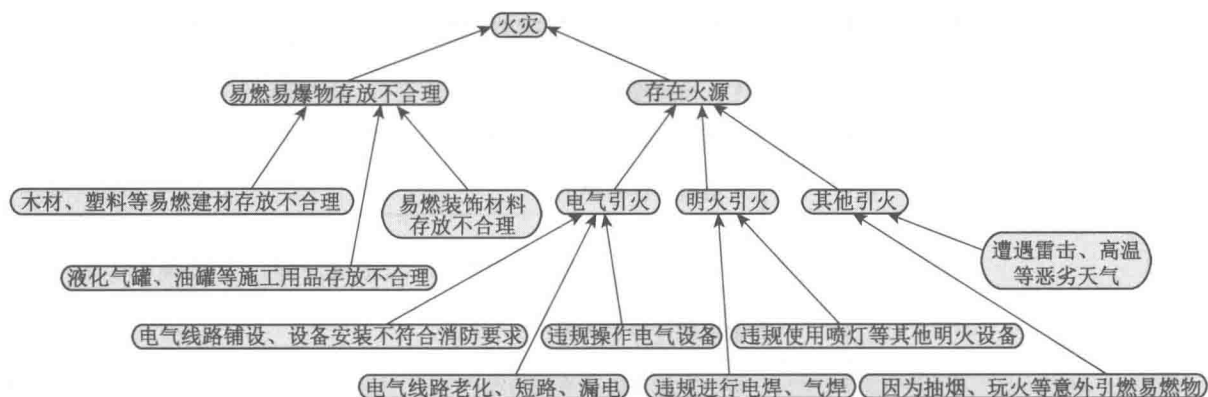 火灾
易燃易爆物存放不合理
存在火源
木材、塑料等易燃建材存放不合理
易燃装饰材料
存放不合理
电气引火
明火引火
其他引火
液化气罐、油罐等施工用品存放不合理
遭遇雷击、高温
等恶劣天气
电气线路铺设、设备安装不符合消防要求
违规操作电气设备
违规使用喷灯等其他明火设备
电气线路老化、短路、漏电
违规进行电焊、气焊
因为抽烟、玩火等意外引燃易燃物